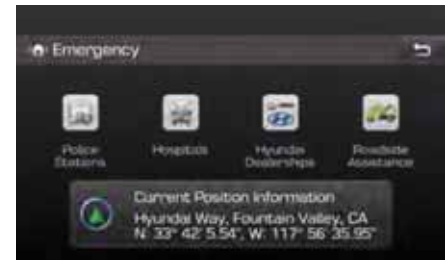 Emergency
Police Hospitals Hyundai Roadside
Stations Dealerships Assistance
Current Position Information
Hyundai Way, Fountain Valley, CA
N: 33° 42' 5.54", W: 117° 56' 35.95"